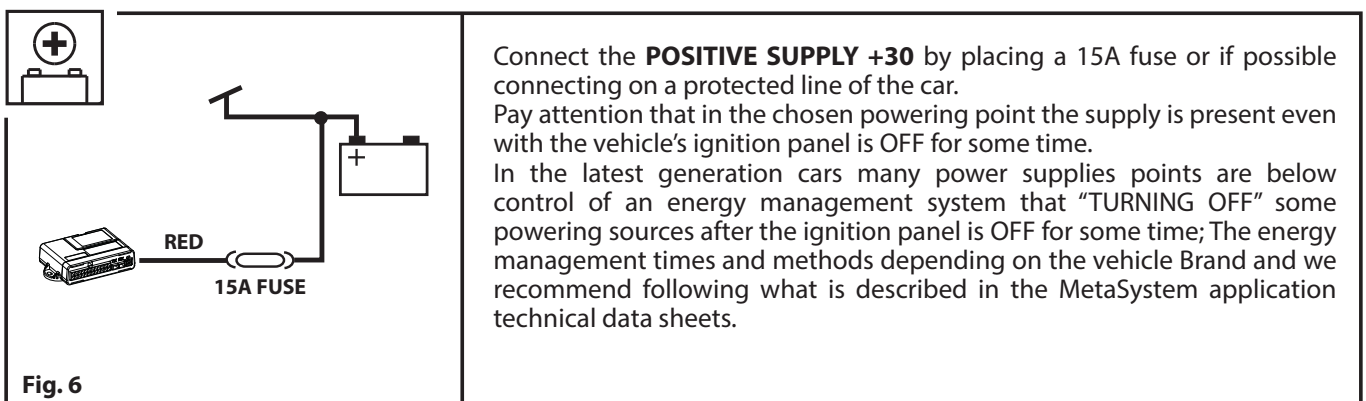 Connect the POSITIVE SUPPLY +30 by placing a 15A fuse or if possible
connecting on a protected line of the car.
Pay attention that in the chosen powering point the supply is present even
with the vehicle's ignition panel is OFF for some time.
In the latest generation cars many power supplies points are below
control of an energy management system that “TURNING OFF” some
powering sources after the ignition panel is OFF for some time; The energy
management times and methods depending on the vehicle Brand and we
recommend following what is described in the MetaSystem application
technical data sheets.
+
+
RED
15A FUSE
Fig. 6